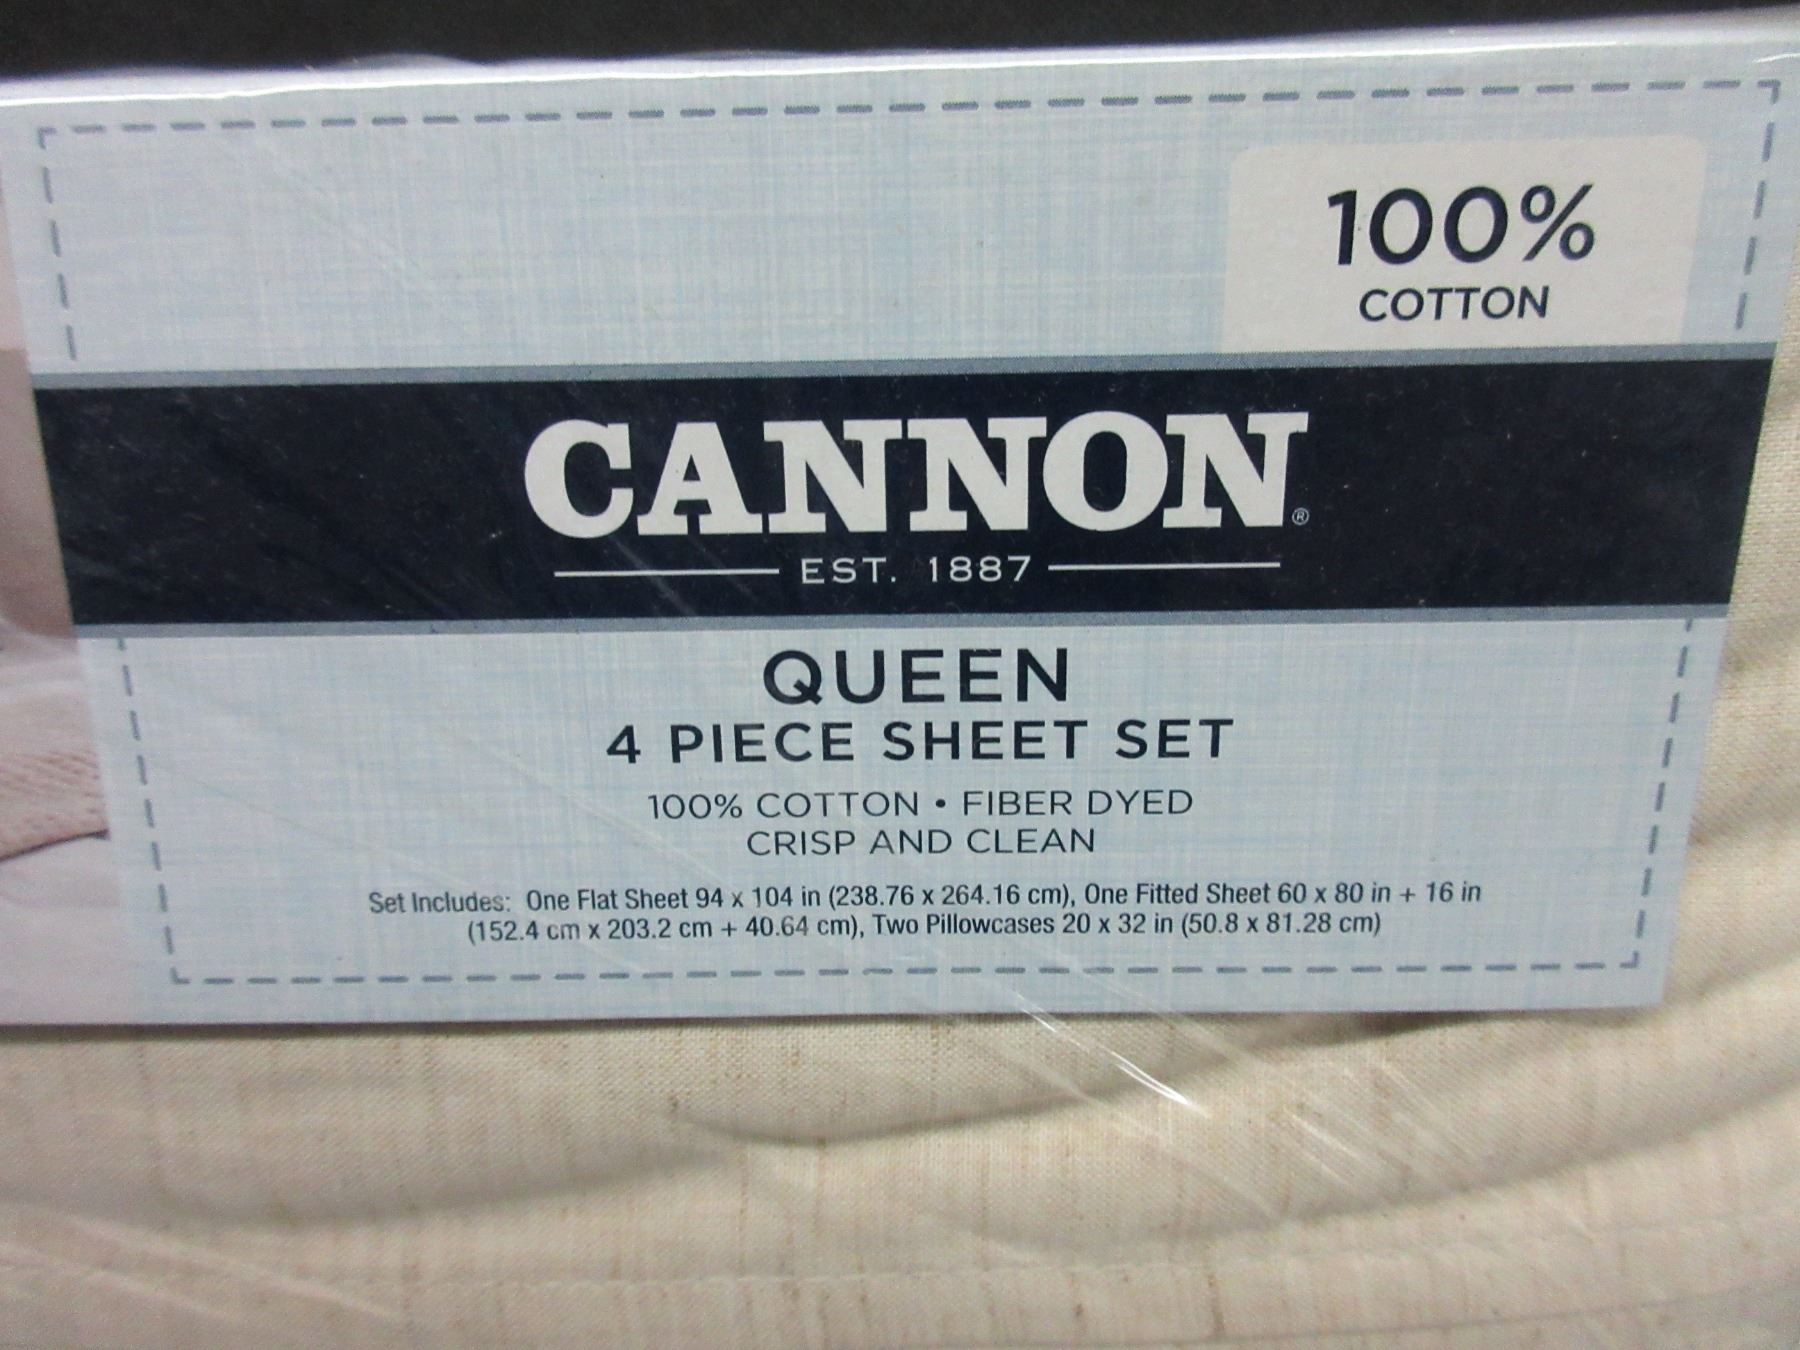 100%
COTTON
CANNON®
EST. 1887
QUEEN
4 PIECE SHEET SET
100% COTTON • FIBER DYED
CRISP AND CLEAN
Set Includes: One Flat Sheet 94 x 104 in (238.76 x 264.16 cm), One Fitted Sheet 60 x 80 in + 16 in
(152.4 cm x 203.2 cm + 40.64 cm), Two Pillowcases 20 x 32 in (50.8 x 81.28 cm)